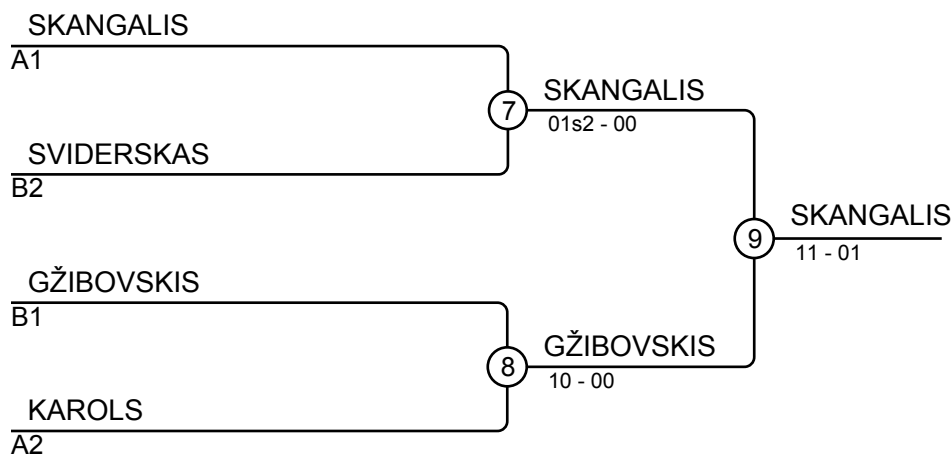 SKANGALIS
A1
7
SKANGALIS
01s2 - 00
SVIDERSKAS
B2
9
SKANGALIS
11 - 01
GŽIBOVSKIS
B1
8
GŽIBOVSKIS
10 - 00
KAROLS
A2